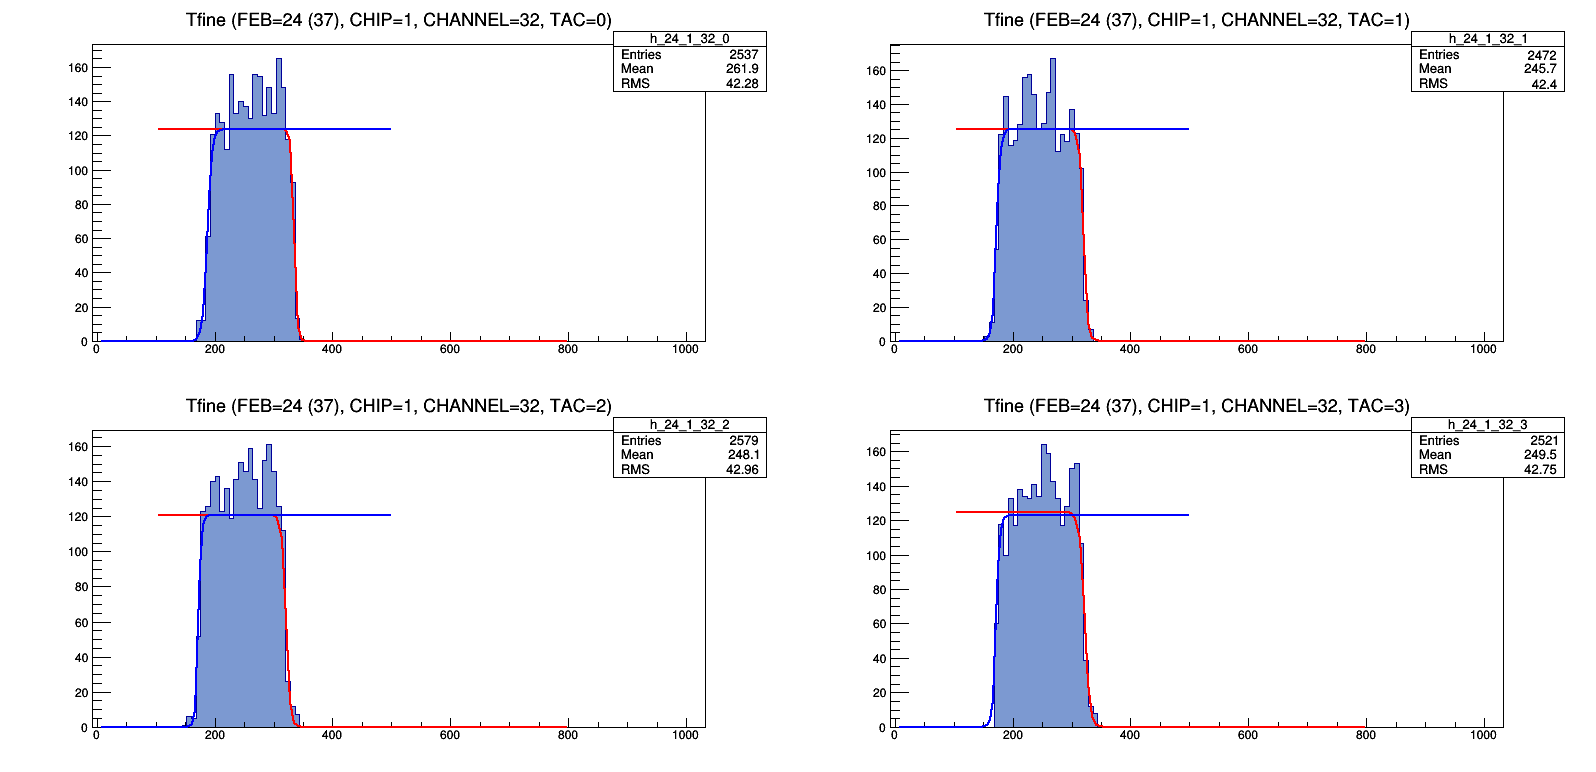 Tfine (FEB=24 (37), CHIP=1, CHANNEL=32, TAC=0)
h_24_1_32_0
Entries 2537
Mean 261.9
RMS 42.28
160
140
120
100
80
60
40
20
0
0 200 400 600 800 1000
Tfine (FEB=24 (37), CHIP=1, CHANNEL=32, TAC=1)
h_24_1_32_1
Entries 2472
Mean 245.7
RMS 42.4
160
140
120
100
80
60
40
20
0
0 200 400 600 800 1000
Tfine (FEB=24 (37), CHIP=1, CHANNEL=32, TAC=2)
h_24_1_32_2
Entries 2579
Mean 248.1
RMS 42.96
160
140
120
100
80
60
40
20
0
0 200 400 600 800 1000
Tfine (FEB=24 (37), CHIP=1, CHANNEL=32, TAC=3)
h_24_1_32_3
Entries 2521
Mean 249.5
RMS 42.75
160
140
120
100
80
60
40
20
0
0 200 400 600 800 1000